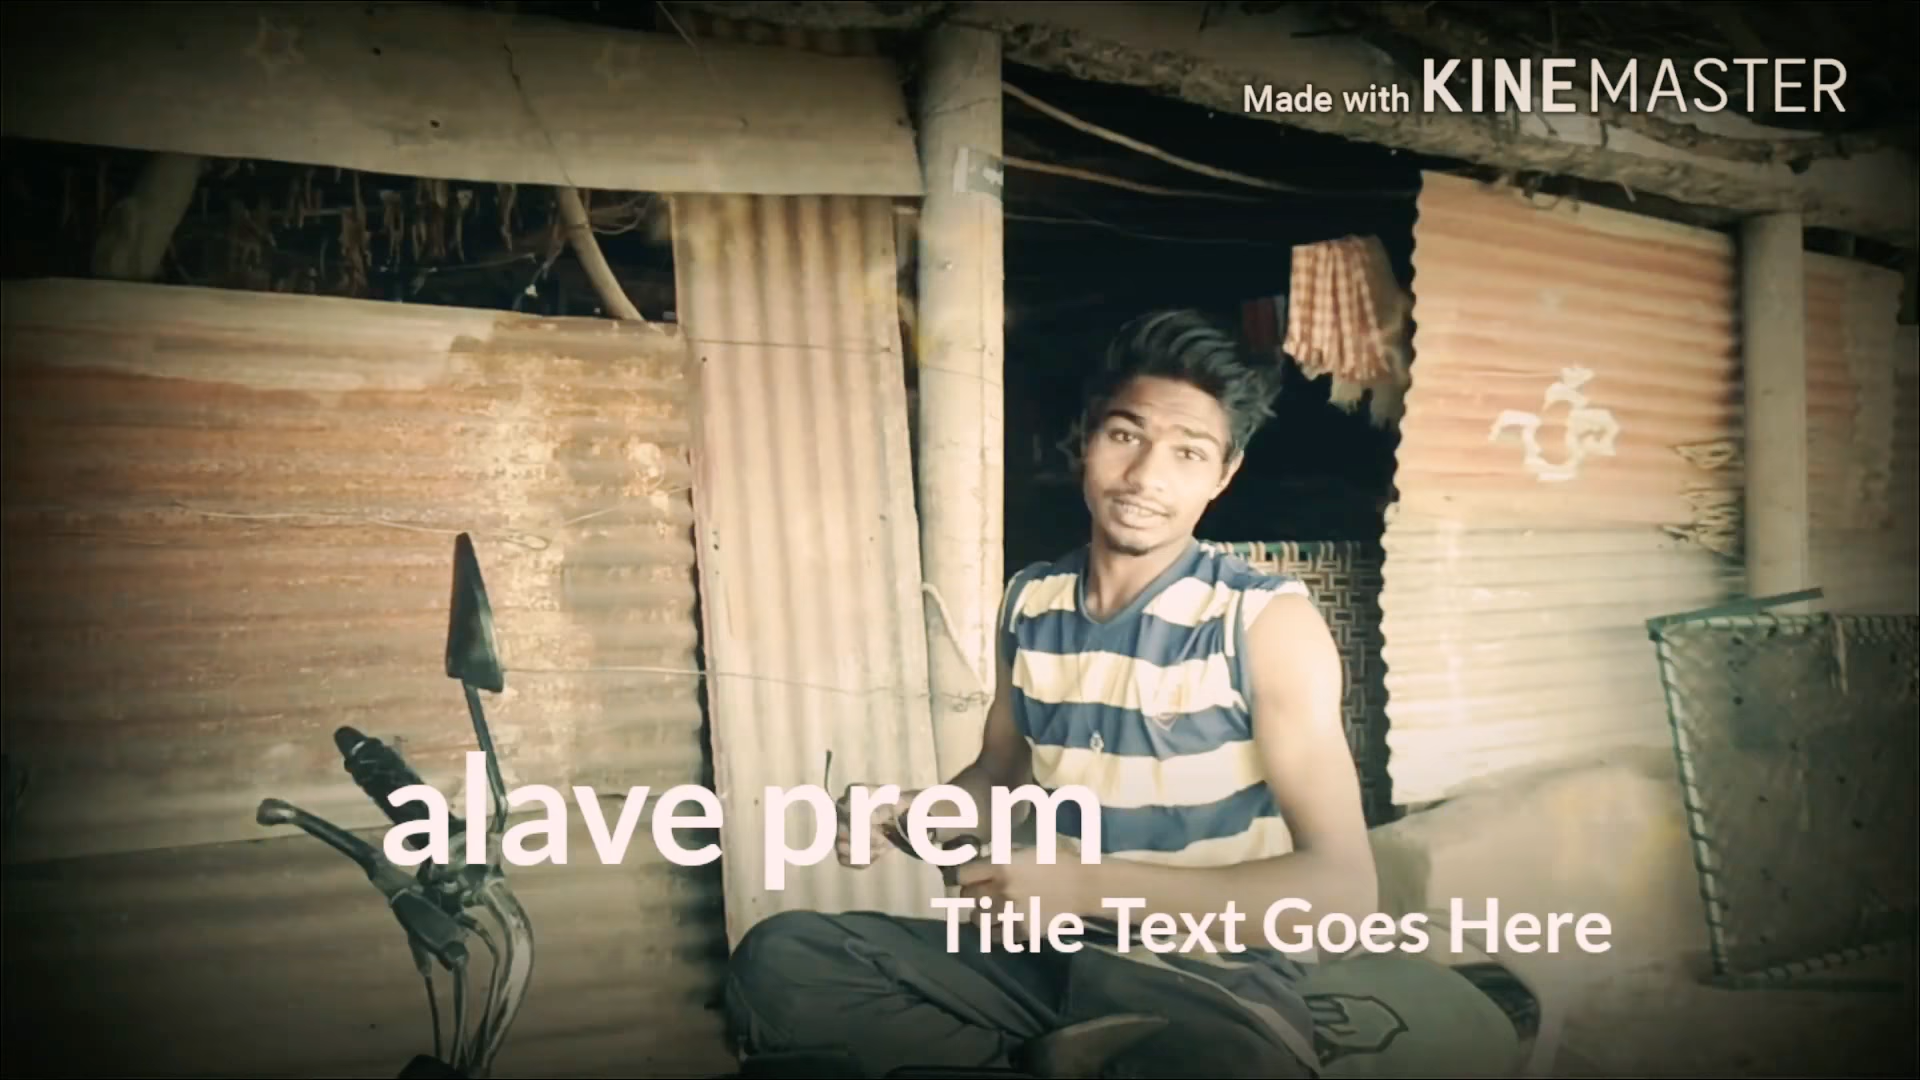 Made with KINEMASTER
ॐ
alave prem
Title Text Goes Here